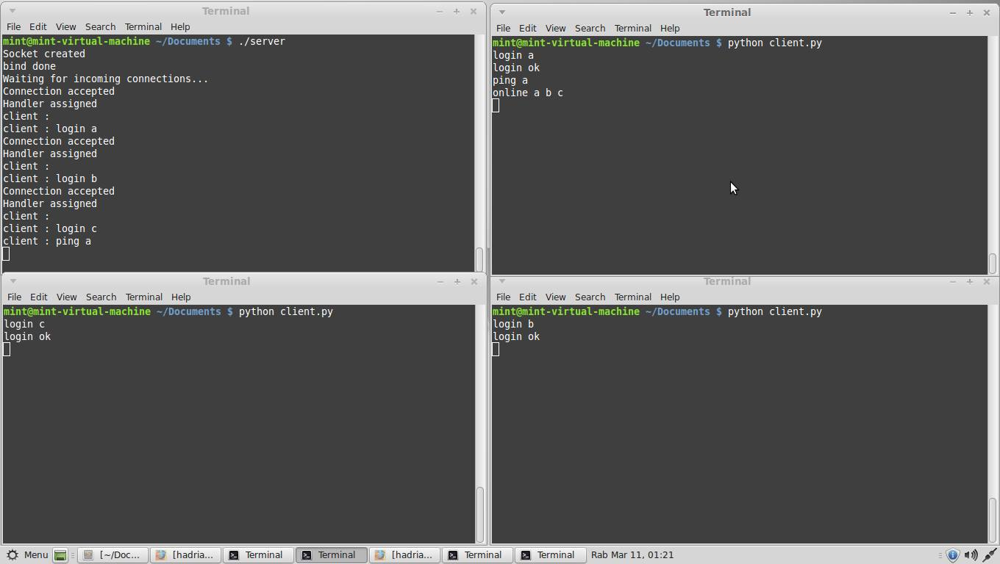 Terminal
File Edit View Search Terminal Help
mint@mint-virtual-machine ~/Documents $ ./server
Socket created
bind done
Waiting for incoming connections...
Connection accepted
Handler assigned
client :
client : login a
Connection accepted
Handler assigned
client :
client : login b
Connection accepted
Handler assigned
client :
client : login c
client : ping a
Terminal
File Edit View Search Terminal Help
mint@mint-virtual-machine ~/Documents $ python client.py
login a
login ok
ping a
online a b c
Terminal
File Edit View Search Terminal Help
mint@mint-virtual-machine ~/Documents $ python client.py
login c
login ok
Terminal
File Edit View Search Terminal Help
mint@mint-virtual-machine ~/Documents $ python client.py
login b
login ok
Menu [~/Doc... [hadria... Terminal Terminal [hadria... Terminal Terminal Rab Mar 11, 01:21